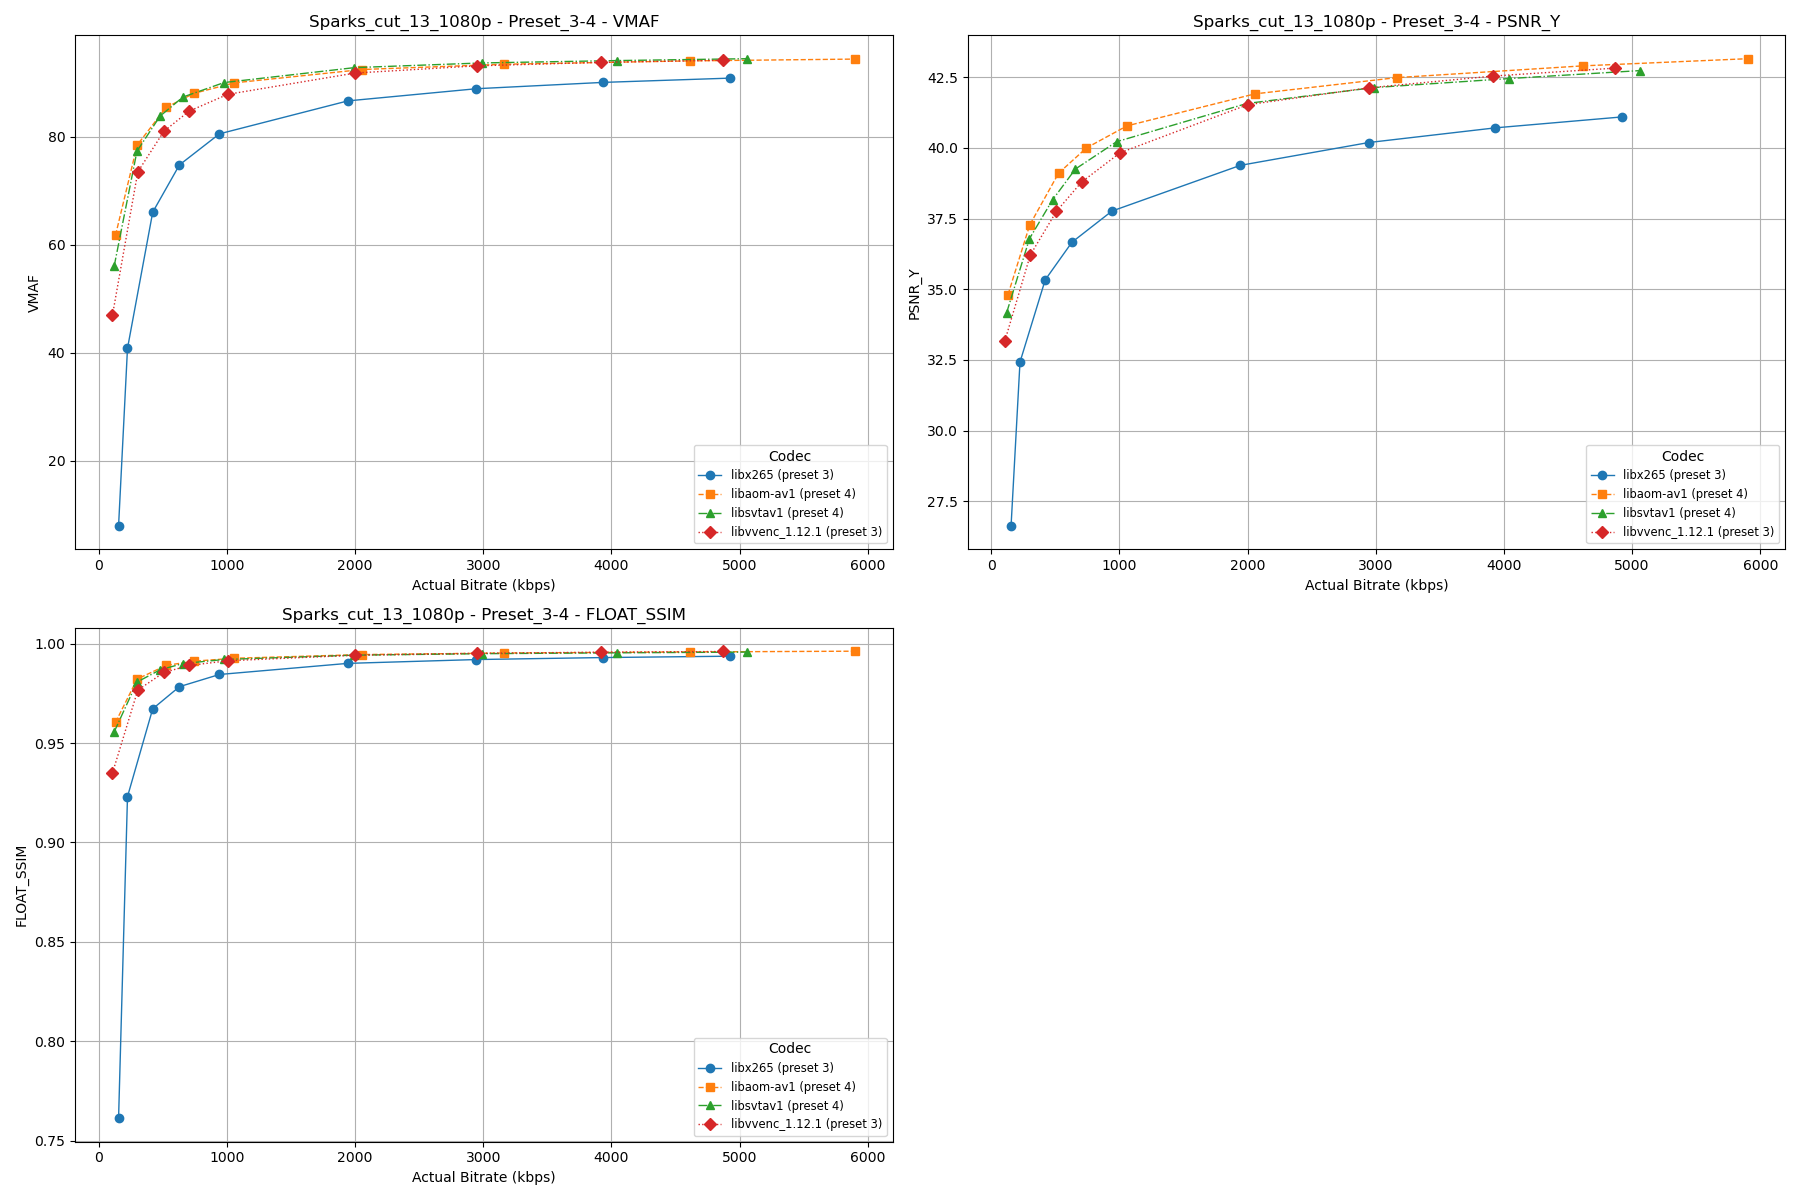 Sparks_cut_13_1080p - Preset_3-4 - VMAF
VMAF
80
60
40
20
0 1000 2000 3000 4000 5000 6000
Actual Bitrate (kbps)
Codec
libx265 (preset 3)
libaom-av1 (preset 4)
libsvtav1 (preset 4)
libvvenc_1.12.1 (preset 3)
Sparks_cut_13_1080p - Preset_3-4 - PSNR_Y
PSNR_Y
42.5
40.0
37.5
35.0
32.5
30.0
27.5
0 1000 2000 3000 4000 5000 6000
Actual Bitrate (kbps)
Codec
libx265 (preset 3)
libaom-av1 (preset 4)
libsvtav1 (preset 4)
libvvenc_1.12.1 (preset 3)
Sparks_cut_13_1080p - Preset_3-4 - FLOAT_SSIM
FLOAT_SSIM
1.00
0.95
0.90
0.85
0.80
0.75
0 1000 2000 3000 4000 5000 6000
Actual Bitrate (kbps)
Codec
libx265 (preset 3)
libaom-av1 (preset 4)
libsvtav1 (preset 4)
libvvenc_1.12.1 (preset 3)